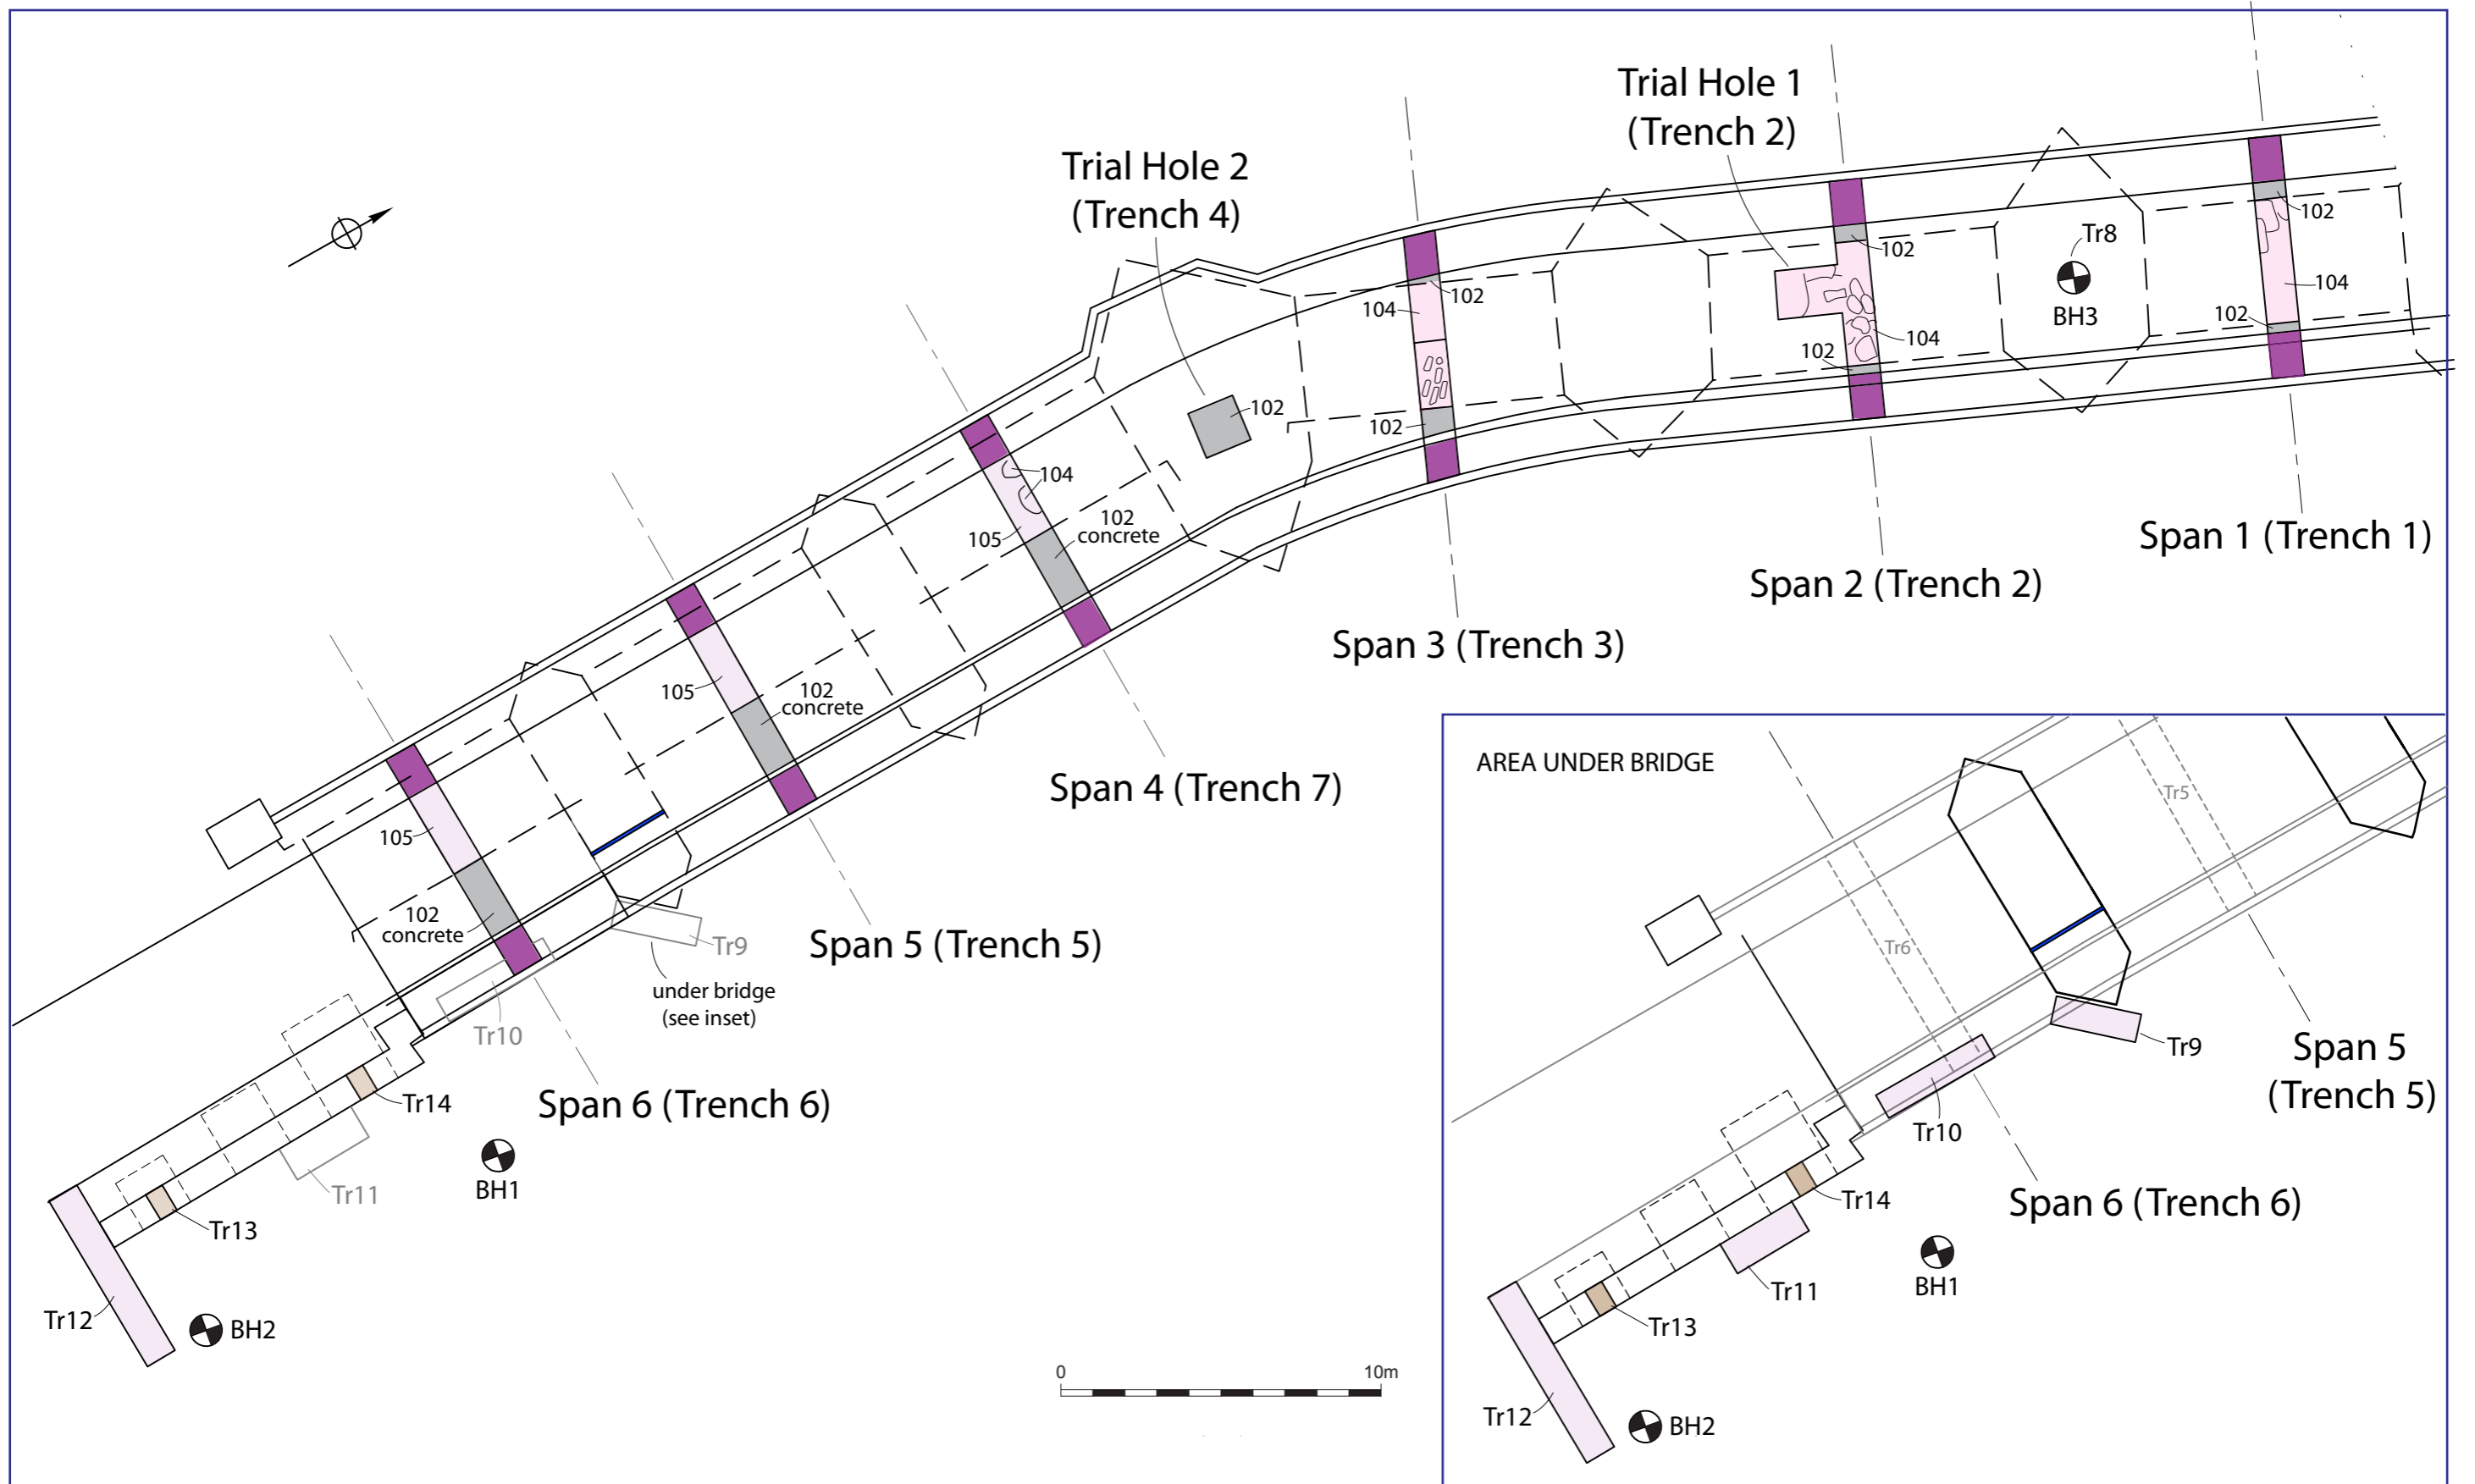 Trial Hole 1
(Trench 2)
Trial Hole 2
(Trench 4)
102
Tr8
102
102
104
104
BH3
102
104
102
102
102
102
104
105
102
concrete
Span 1 (Trench 1)
Span 2 (Trench 2)
Span 3 (Trench 3)
105
102
concrete
Span 4 (Trench 7)
105
102
concrete
Tr9
Span 5 (Trench 5)
under bridge
(see inset)
Tr10
Tr14
Span 6 (Trench 6)
BH1
Tr11
Tr13
Tr12
BH2
0
10m
AREA UNDER BRIDGE
Tr5
Tr6
Tr9
Span 5
(Trench 5)
Tr10
Tr14
Span 6 (Trench 6)
BH1
Tr11
Tr13
Tr12
BH2